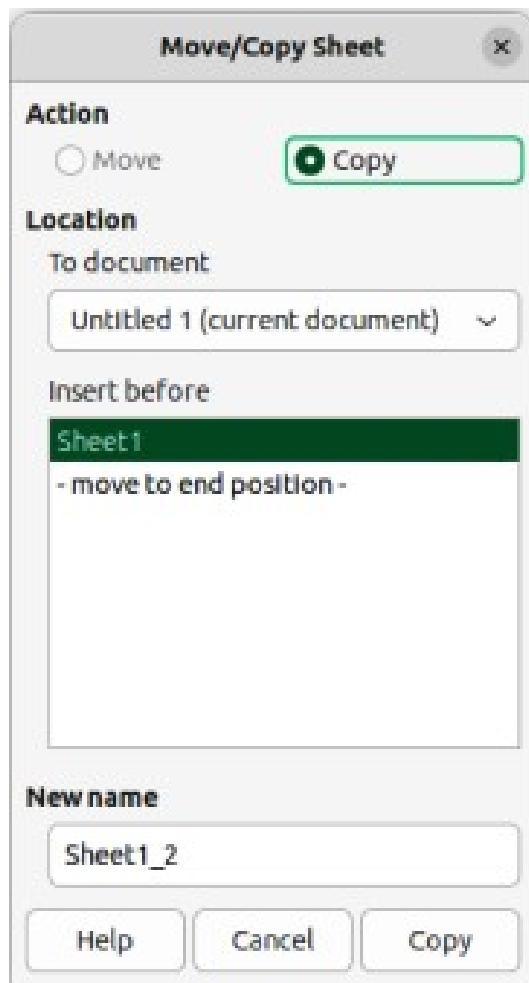 Move/Copy Sheet
Action
Move
Copy
Location
To document
Untitled 1 (current document)
Insert before
Sheet1
- move to end position -
New name
Sheet1_2
Help
Cancel
Copy